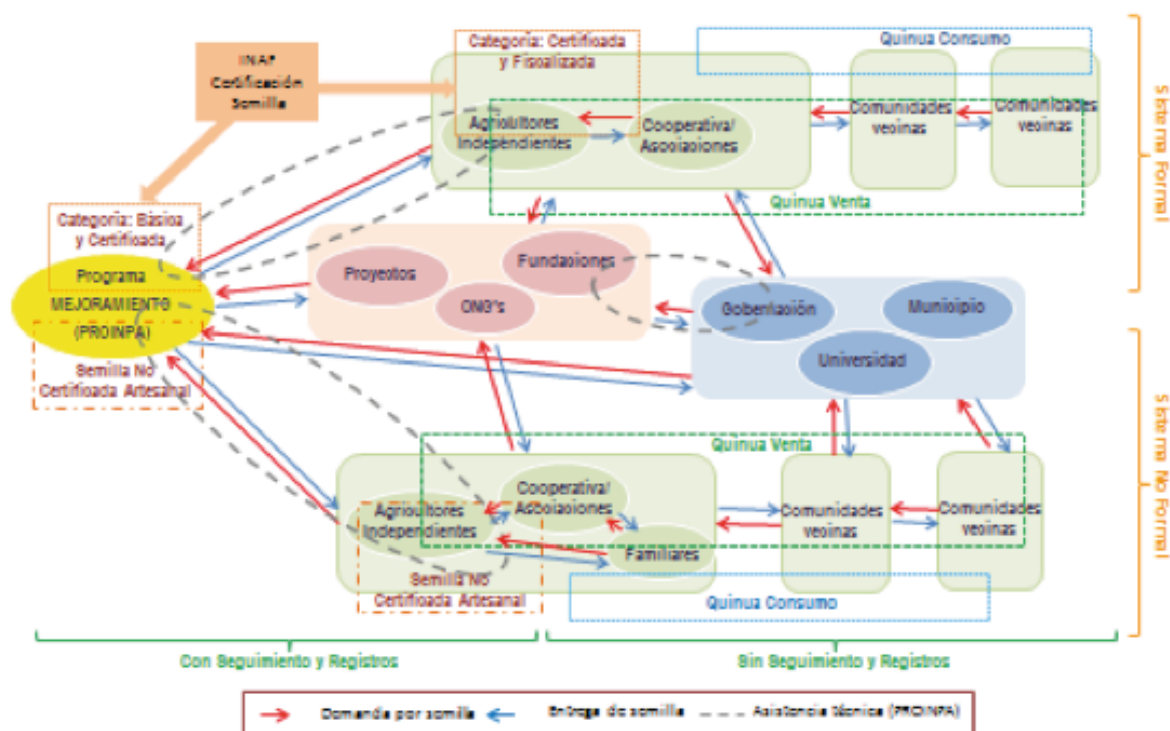 INAF
Certificación
Semilla
Categoría: Certificada
y Fiscalizada
Quinua Consumo
Agricultores
Independientes
Cooperativa/
Asociaciones
Comunidades
vecinas
Comunidades
vecinas
Quinua Venta
Sistema Formal
Categoría: Básica
y Certificada
Programa
MEJORAMIENTO
(PROINPA)
Semilla No
Certificada Artesanal
Proyectos
Fundaciones
ONG's
Gobernación
Municipio
Universidad
Quinua Venta
Cooperativa/
Asociaciones
Agricultores
Independientes
Familiares
Semilla No
Certificada Artesanal
Comunidades
vecinas
Comunidades
vecinas
Quinua Consumo
Sistema No Formal
Con Seguimiento y Registros
Sin Seguimiento y Registros
Demanda por semilla
Entrega de semilla
Asistencia técnica (PROINPA)